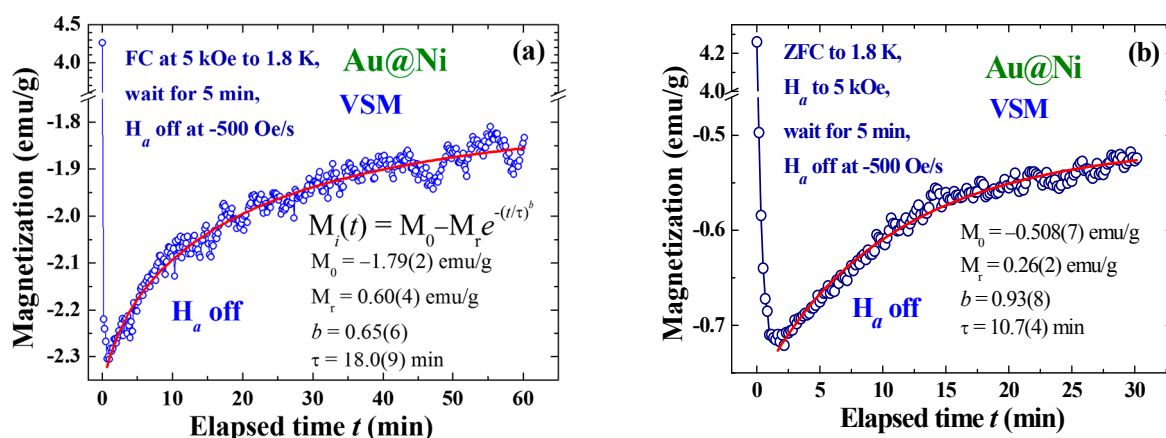 (a)
FC at 5 kOe to 1.8 K,
wait for 5 min,
Hₐ off at -500 Oe/s
Au@Ni
VSM
Mᵢ(t) = M₀–Mᵣe^{-(t/τ)^b}
M₀ = –1.79(2) emu/g
Mᵣ = 0.60(4) emu/g
b = 0.65(6)
τ = 18.0(9) min
Hₐ off
Magnetization (emu/g)
4.5
4.0
-1.8
-1.9
-2.0
-2.1
-2.2
-2.3
0 10 20 30 40 50 60
Elapsed time t (min)
(b)
ZFC to 1.8 K,
Hₐ to 5 kOe,
wait for 5 min,
Hₐ off at -500 Oe/s
Au@Ni
VSM
M₀ = –0.508(7) emu/g
Mᵣ = 0.26(2) emu/g
b = 0.93(8)
τ = 10.7(4) min
Hₐ off
Magnetization (emu/g)
4.2
4.0
-0.5
-0.6
-0.7
0 5 10 15 20 25 30
Elapsed time t (min)